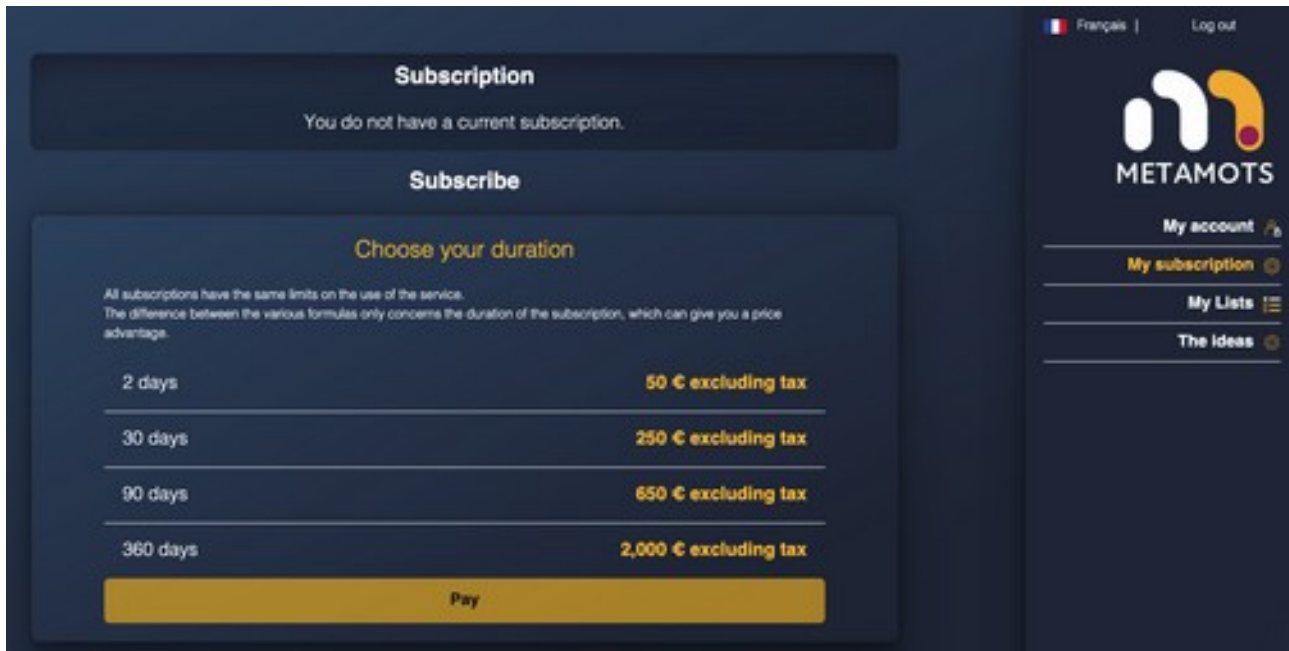 Français | Log out
Subscription
You do not have a current subscription.
Subscribe
Choose your duration
All subscriptions have the same limits on the use of the service.
The difference between the various formulas only concerns the duration of the subscription, which can give you a price
advantage.
2 days 50 € excluding tax
30 days 250 € excluding tax
90 days 650 € excluding tax
360 days 2,000 € excluding tax
Pay
METAMOTS
My account
My subscription
My Lists
The ideas